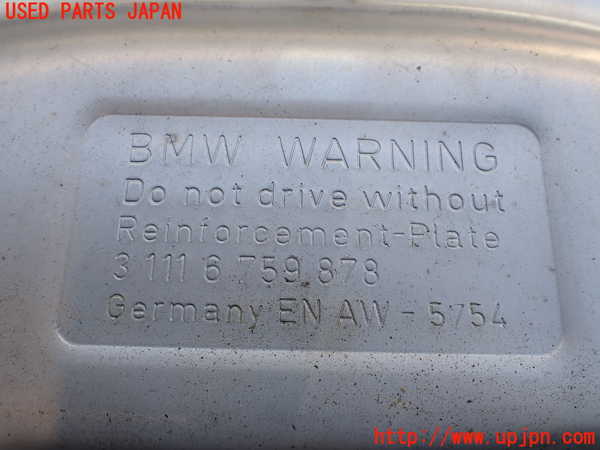 USED PARTS JAPAN
BMW WARNING
Do not drive without
Reinforcement-Plate
3 111 6 759 878
Germany EN AW - 5754
http://www.upjpn.com/